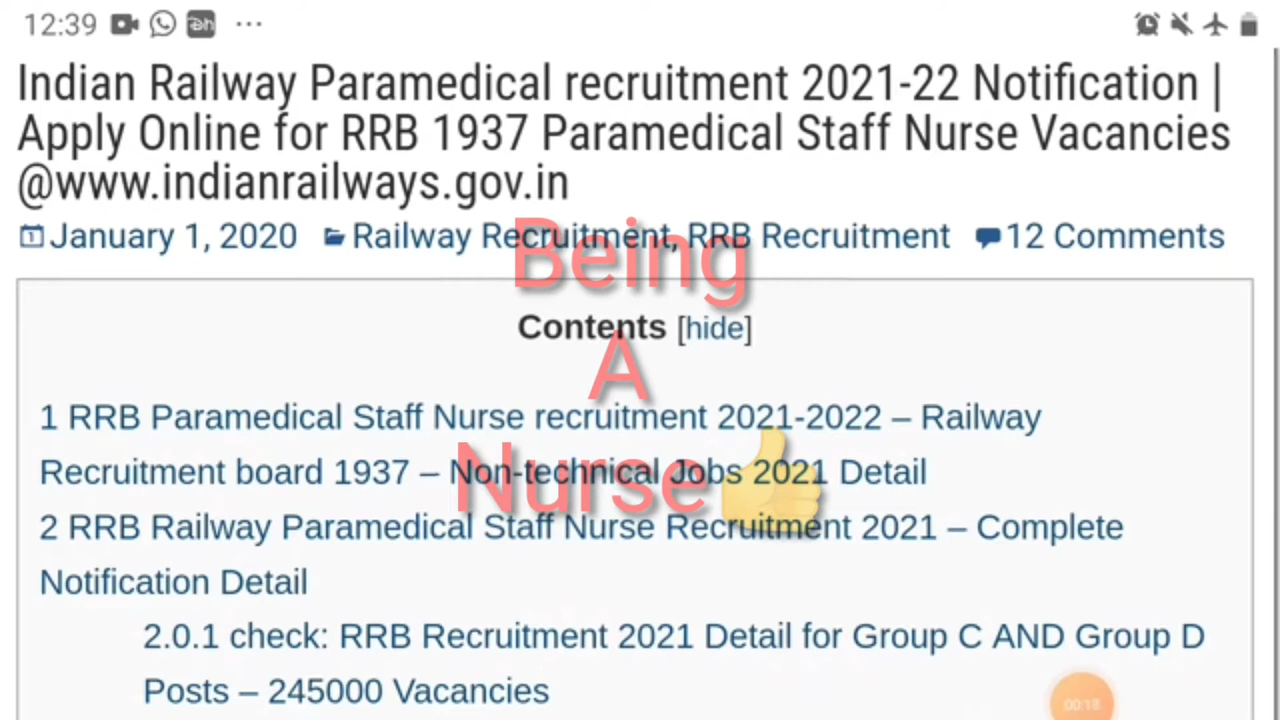 12:39
Indian Railway Paramedical recruitment 2021-22 Notification |
Apply Online for RRB 1937 Paramedical Staff Nurse Vacancies
@www.indianrailways.gov.in
January 1, 2020 Railway Recruitment, RRB Recruitment 12 Comments
Being
Contents [hide]
A
1 RRB Paramedical Staff Nurse recruitment 2021-2022 – Railway
Recruitment board 1937 – Non-technical Jobs 2021 Detail
Nurse👍
2 RRB Railway Paramedical Staff Nurse Recruitment 2021 – Complete
Notification Detail
2.0.1 check: RRB Recruitment 2021 Detail for Group C AND Group D
Posts – 245000 Vacancies
00:18